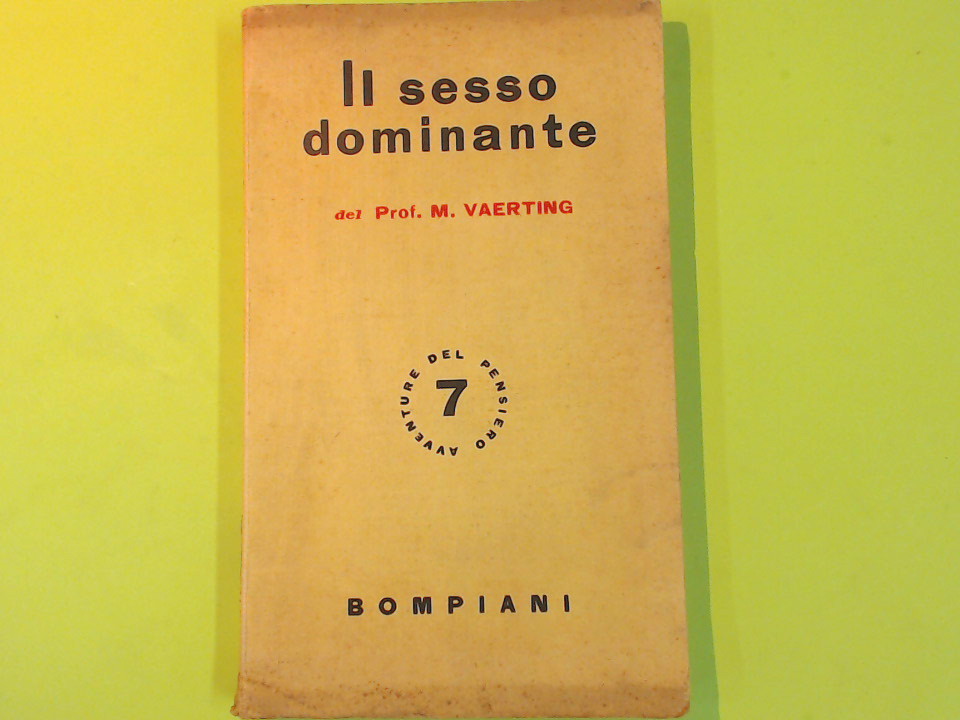 Il sesso
dominante
del Prof. M. VAERTING
AVVENTURE DEL PENSIERO
7
BOMPIANI